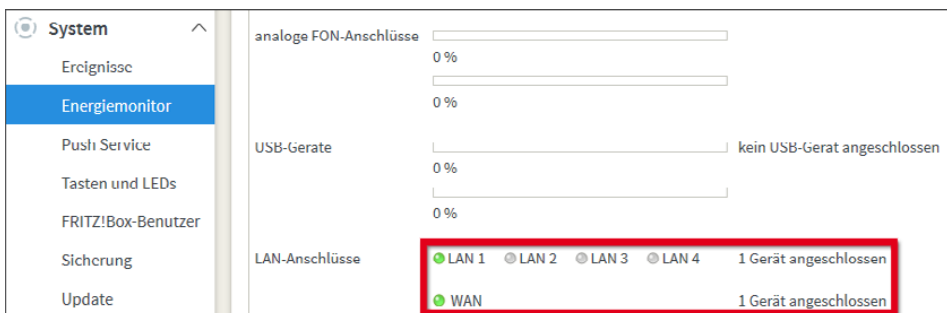 System
Ereignisse
Energiemonitor
Push Service
Tasten und LEDs
FRITZ!Box-Benutzer
Sicherung
Update
analoge FON-Anschlüsse
0 %
0 %
USB-Geräte kein USB-Gerät angeschlossen
0 %
0 %
LAN-Anschlüsse LAN 1 LAN 2 LAN 3 LAN 4 1 Gerät angeschlossen
WAN 1 Gerät angeschlossen